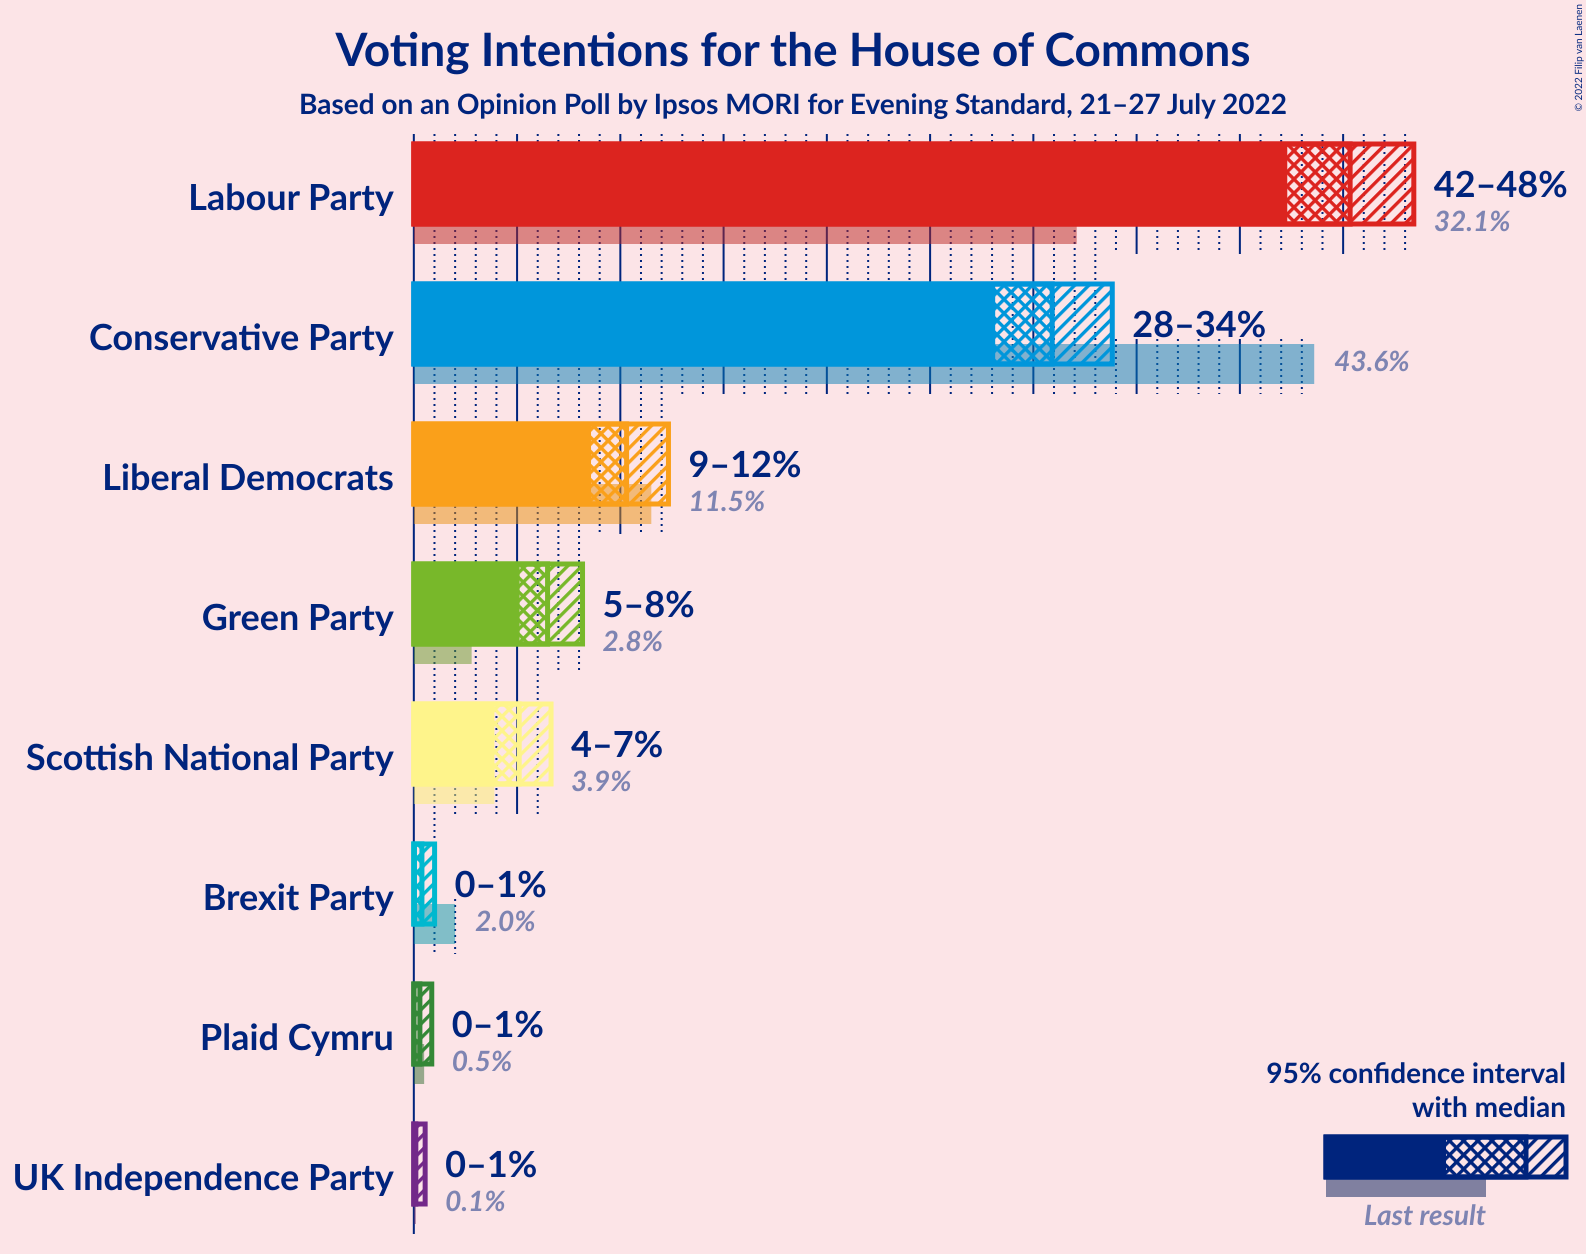 Voting Intentions for the House of Commons
Based on an Opinion Poll by Ipsos MORI for Evening Standard, 21–27 July 2022
© 2022 Filip van Laenen
Labour Party
42–48%
32.1%
Conservative Party
28–34%
43.6%
Liberal Democrats
9–12%
11.5%
Green Party
5–8%
2.8%
Scottish National Party
4–7%
3.9%
Brexit Party
0–1%
2.0%
Plaid Cymru
0–1%
0.5%
UK Independence Party
0–1%
0.1%
95% confidence interval
with median
Last result